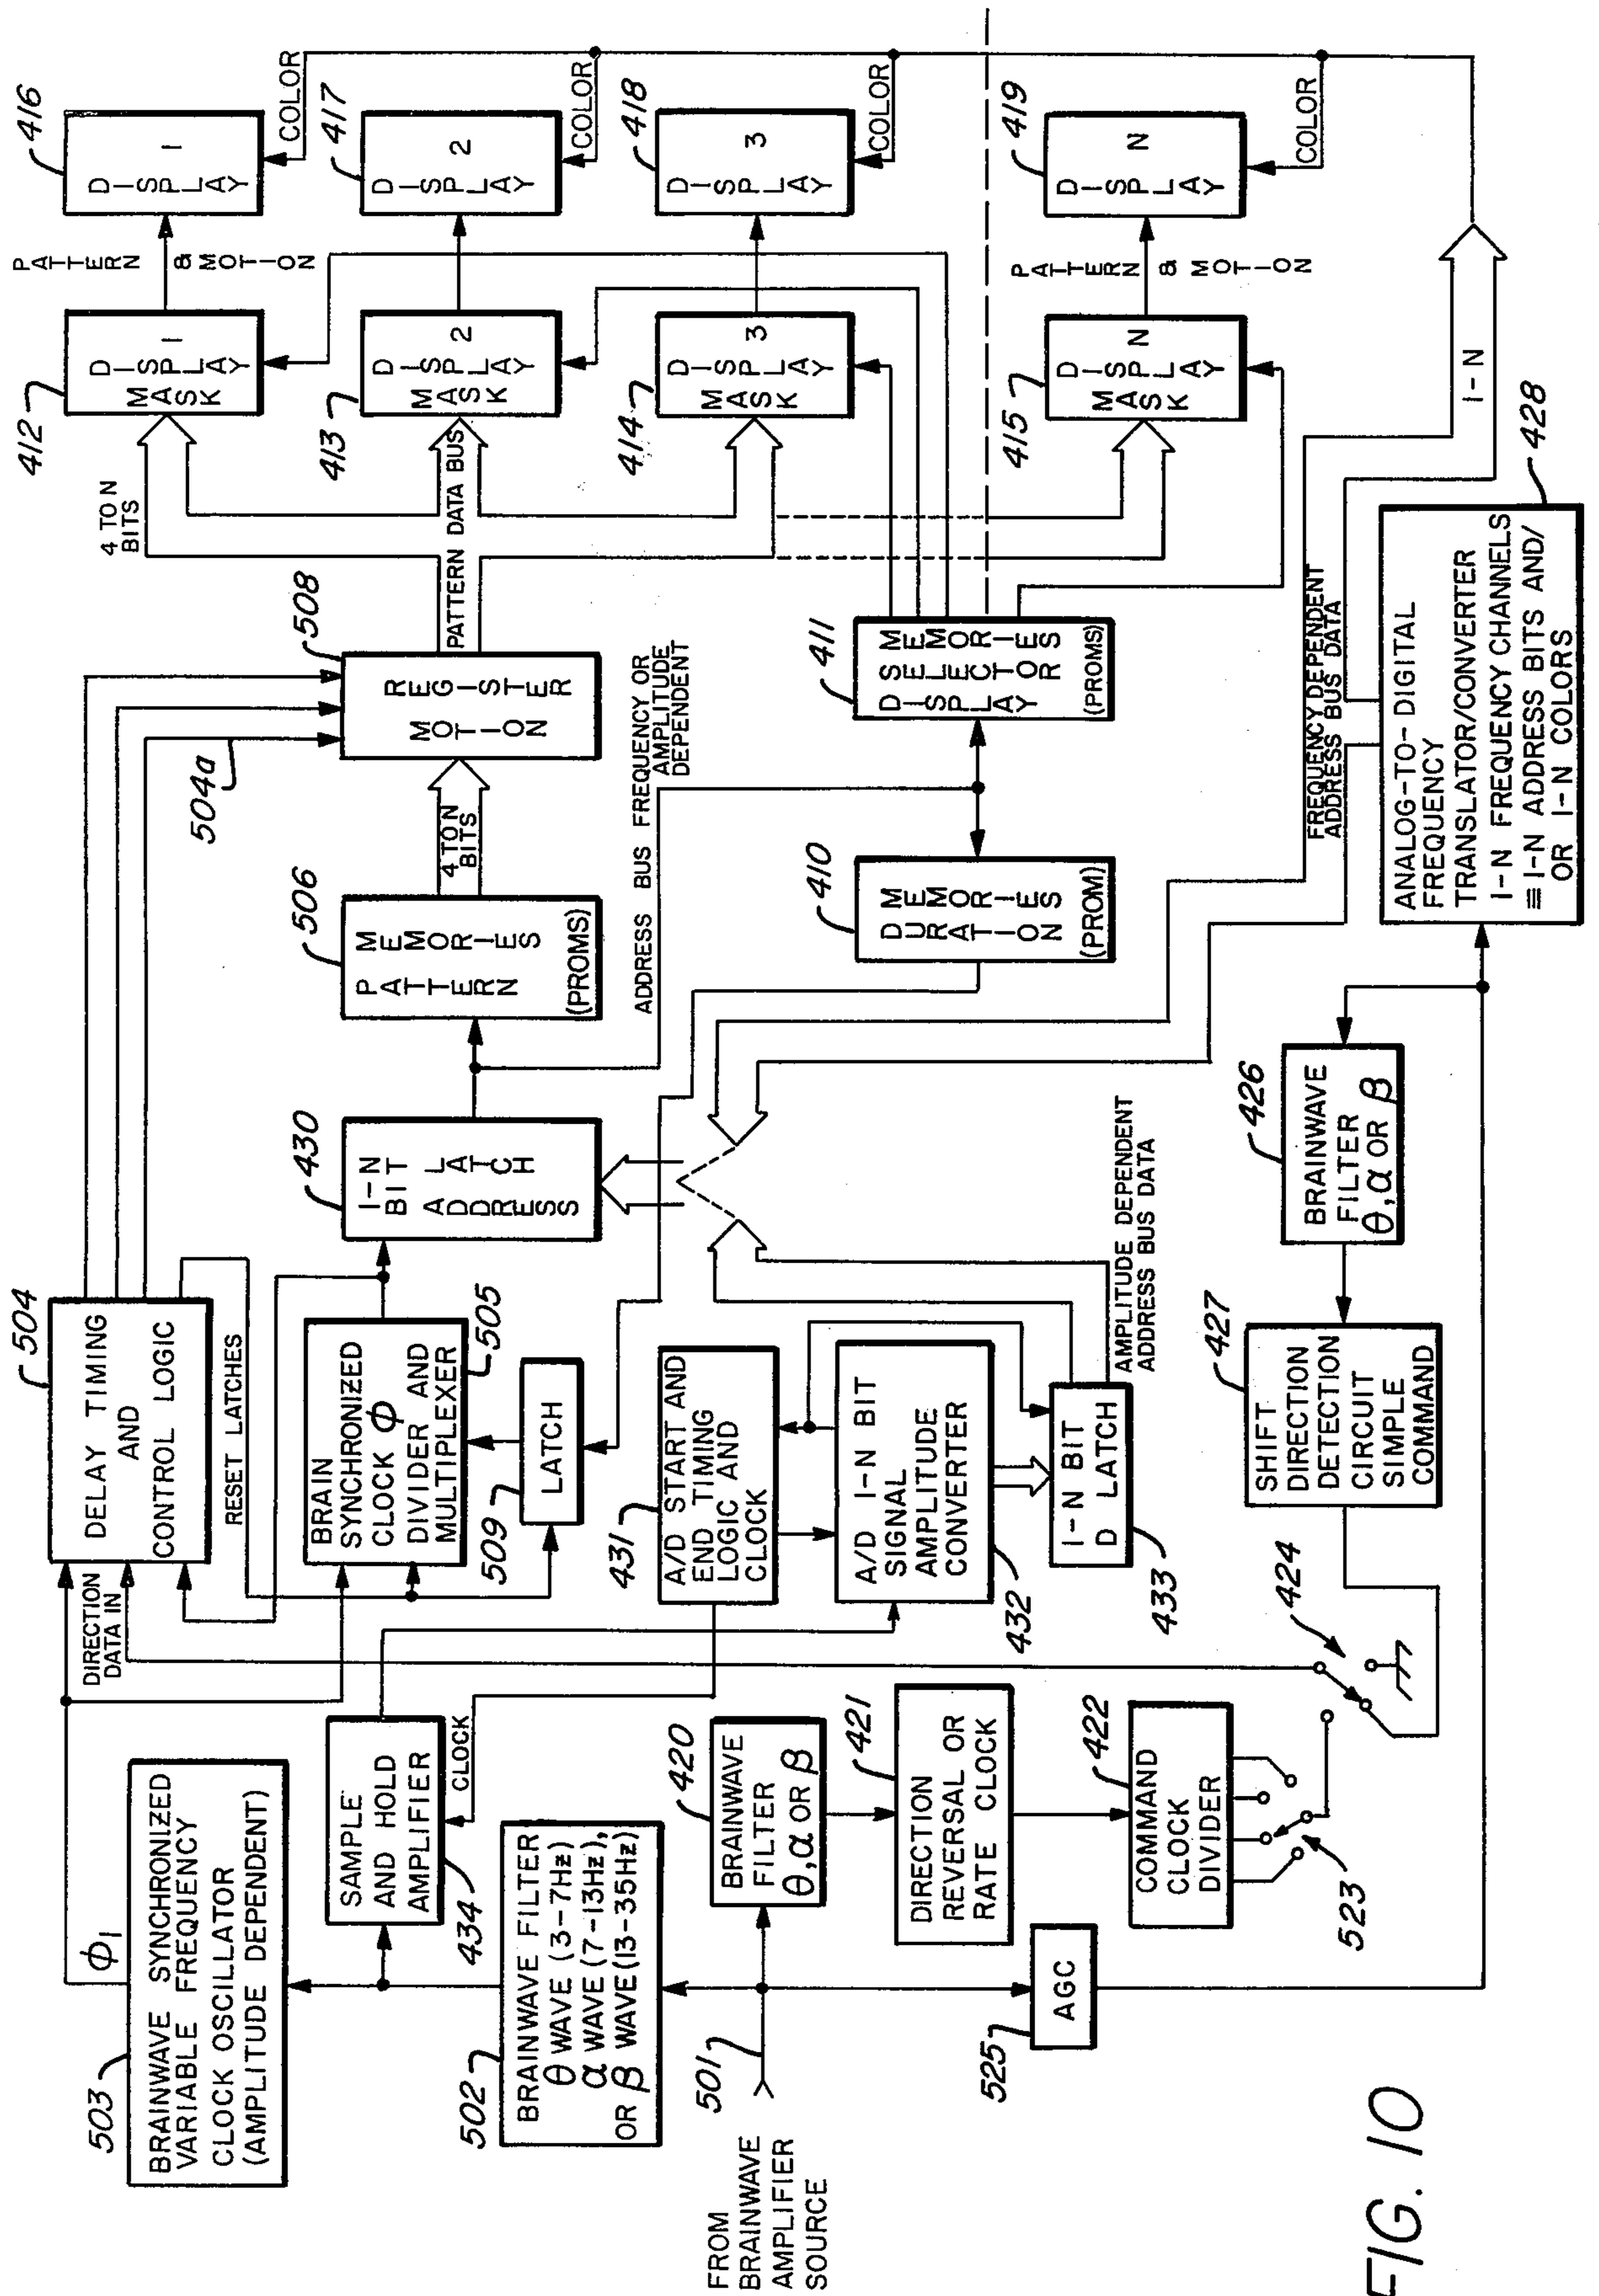 503
BRAINWAVE SYNCHRONIZED
VARIABLE FREQUENCY
CLOCK OSCILLATOR
(AMPLITUDE DEPENDENT)
ϕ1
504
DELAY TIMING
AND
CONTROL LOGIC
DIRECTION
DATA IN
RESET LATCHES
504a
502
BRAINWAVE FILTER
θ WAVE (3-7Hz)
α WAVE (7-13Hz),
OR β WAVE (13-35Hz)
434
SAMPLE
AND HOLD
AMPLIFIER
CLOCK
505
BRAIN
SYNCHRONIZED
CLOCK ϕ
DIVIDER AND
MULTIPLEXER
509
LATCH
430
1-N
BIT LATCH
ADDRESS
506
MEMORIES
PATTERN
(PROMS)
4 TO N
BITS
508
REGISTER
MOTION
PATTERN DATA BUS
4 TO N
BITS
412
DISPLAY 1
MASK
PATTERN & MOTION
416
DISPLAY 1
COLOR
413
DISPLAY 2
MASK
417
DISPLAY 2
COLOR
414
DISPLAY 3
MASK
418
DISPLAY 3
COLOR
415
DISPLAY N
MASK
PATTERN & MOTION
419
DISPLAY N
COLOR
431
A/D START AND
END TIMING
LOGIC AND
CLOCK
432
A/D 1-N BIT
SIGNAL
AMPLITUDE
CONVERTER
433
1-N BIT
D LATCH
AMPLITUDE DEPENDENT
ADDRESS BUS DATA
ADDRESS BUS FREQUENCY OR
AMPLITUDE
DEPENDENT
410
MEMORIES
DURATION
(PROM)
411
MEMORIES
SELECTOR
DISPLAY
(PROMS)
FREQUENCY DEPENDENT
ADDRESS BUS DATA
1-N
FROM
BRAINWAVE
AMPLIFIER
SOURCE
501
420
BRAINWAVE
FILTER
θ, α OR β
421
DIRECTION
REVERSAL OR
RATE CLOCK
422
COMMAND
CLOCK
DIVIDER
523
424
525
AGC
427
SHIFT
DIRECTION
DETECTION
CIRCUIT
SIMPLE
COMMAND
426
BRAINWAVE
FILTER
θ, α OR β
428
ANALOG-TO-DIGITAL
FREQUENCY
TRANSLATOR/CONVERTER
1-N FREQUENCY CHANNELS
≡ 1-N ADDRESS BITS AND/
OR 1-N COLORS
FIG. 10